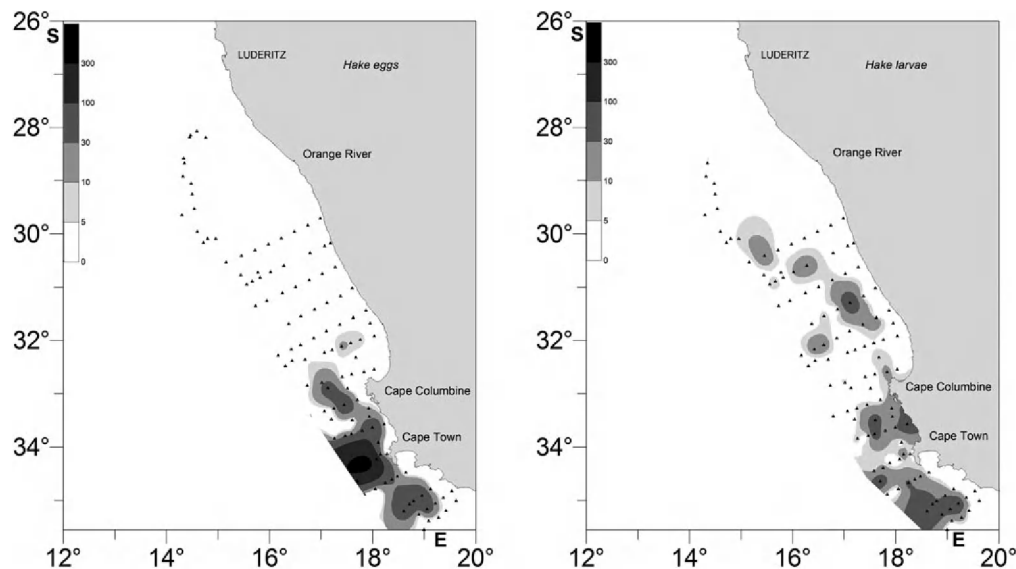 26°
S
28°
30°
32°
34°
300
100
30
10
5
0
LUDERITZ
Hake eggs
Orange River
Cape Columbine
Cape Town
E
12°
14°
16°
18°
20°
26°
S
28°
30°
32°
34°
300
100
30
10
5
0
LUDERITZ
Hake larvae
Orange River
Cape Columbine
Cape Town
E
12°
14°
16°
18°
20°